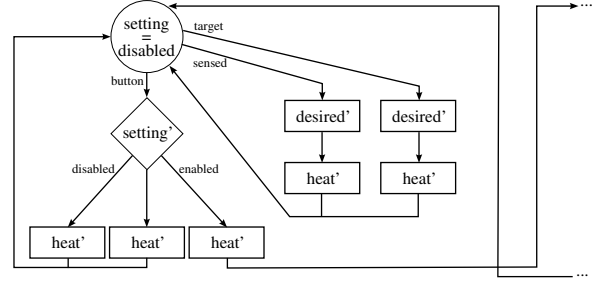 setting
=
disabled
target
sensed
button
...
desired’
desired’
setting’
heat’
heat’
disabled
enabled
heat’
heat’
heat’
...